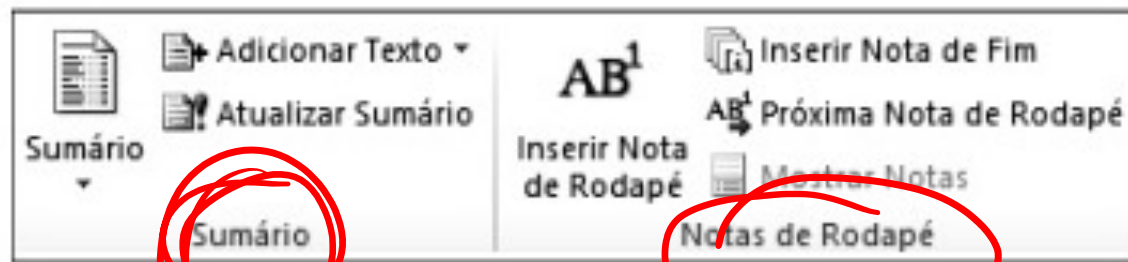 Sumário
Adicionar Texto
Atualizar Sumário
Sumário
AB1
Inserir Nota
de Rodapé
Inserir Nota de Fim
Próxima Nota de Rodapé
Mostrar Notas
Notas de Rodapé